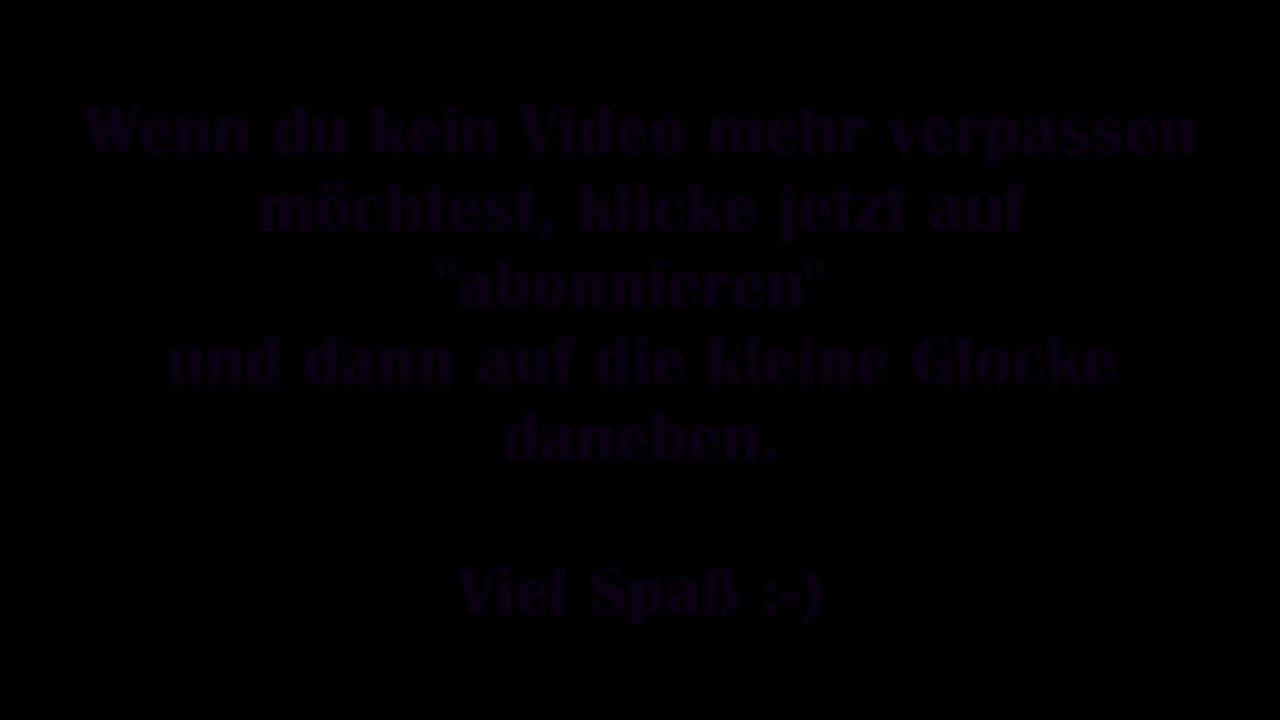 Wenn du kein Video mehr verpassen
möchtest, klicke jetzt auf
"abonnieren"
und dann auf die kleine Glocke
daneben.
Viel Spaß :-)